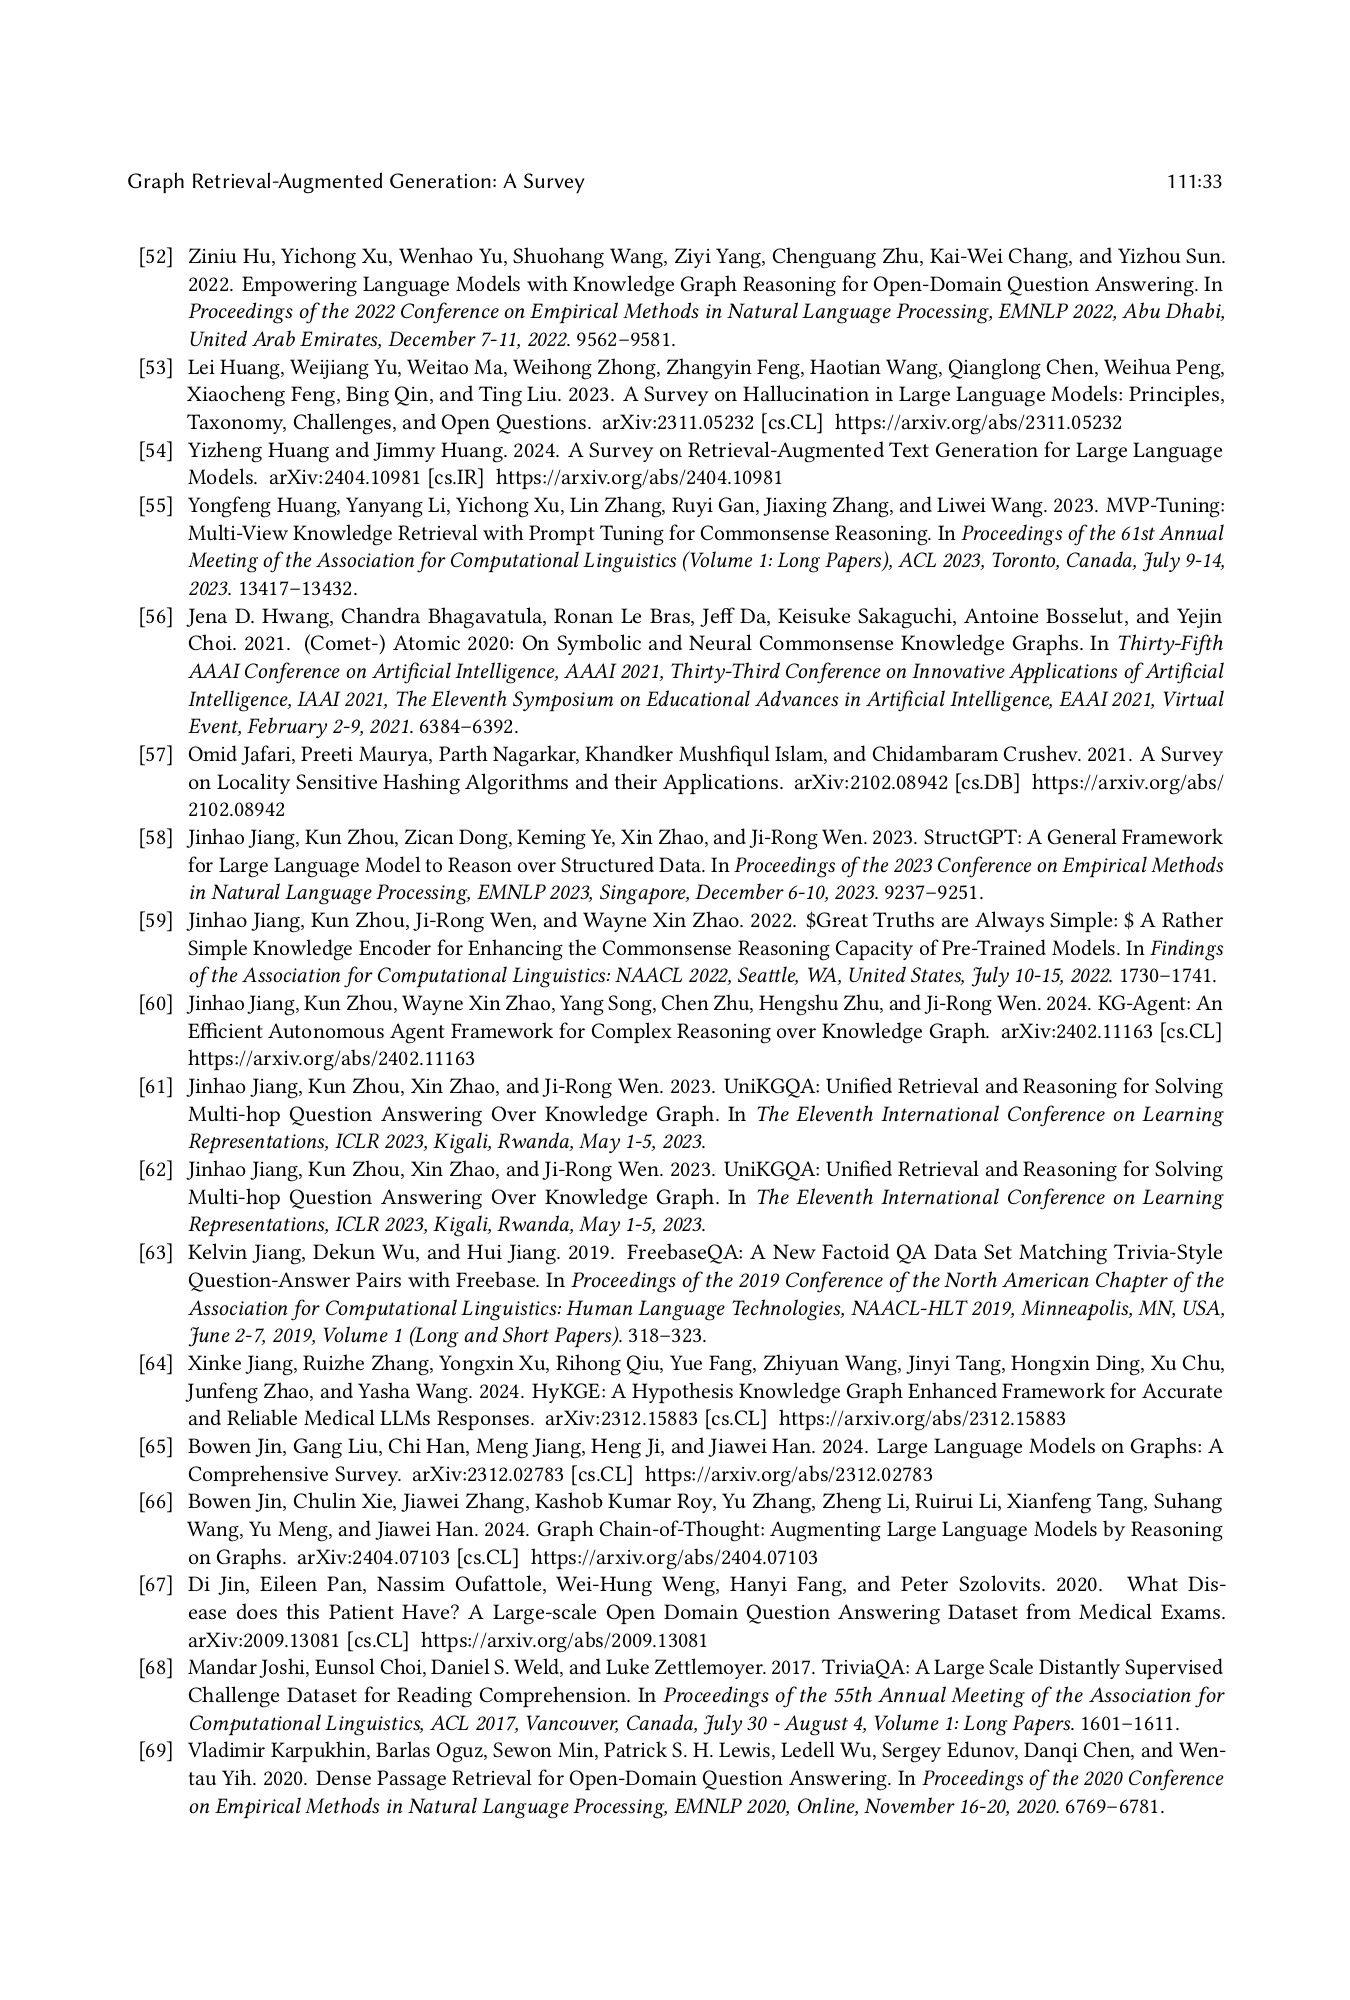 Graph Retrieval-Augmented Generation: A Survey 111:33
[52] Ziniu Hu, Yichong Xu, Wenhao Yu, Shuohang Wang, Ziyi Yang, Chenguang Zhu, Kai-Wei Chang, and Yizhou Sun.
2022. Empowering Language Models with Knowledge Graph Reasoning for Open-Domain Question Answering. In
Proceedings of the 2022 Conference on Empirical Methods in Natural Language Processing, EMNLP 2022, Abu Dhabi,
United Arab Emirates, December 7-11, 2022. 9562–9581.
[53] Lei Huang, Weijiang Yu, Weitao Ma, Weihong Zhong, Zhangyin Feng, Haotian Wang, Qianglong Chen, Weihua Peng,
Xiaocheng Feng, Bing Qin, and Ting Liu. 2023. A Survey on Hallucination in Large Language Models: Principles,
Taxonomy, Challenges, and Open Questions. arXiv:2311.05232 [cs.CL] https://arxiv.org/abs/2311.05232
[54] Yizheng Huang and Jimmy Huang. 2024. A Survey on Retrieval-Augmented Text Generation for Large Language
Models. arXiv:2404.10981 [cs.IR] https://arxiv.org/abs/2404.10981
[55] Yongfeng Huang, Yanyang Li, Yichong Xu, Lin Zhang, Ruyi Gan, Jiaxing Zhang, and Liwei Wang. 2023. MVP-Tuning:
Multi-View Knowledge Retrieval with Prompt Tuning for Commonsense Reasoning. In Proceedings of the 61st Annual
Meeting of the Association for Computational Linguistics (Volume 1: Long Papers), ACL 2023, Toronto, Canada, July 9-14,
2023. 13417–13432.
[56] Jena D. Hwang, Chandra Bhagavatula, Ronan Le Bras, Jeff Da, Keisuke Sakaguchi, Antoine Bosselut, and Yejin
Choi. 2021. (Comet-) Atomic 2020: On Symbolic and Neural Commonsense Knowledge Graphs. In Thirty-Fifth
AAAI Conference on Artificial Intelligence, AAAI 2021, Thirty-Third Conference on Innovative Applications of Artificial
Intelligence, IAAI 2021, The Eleventh Symposium on Educational Advances in Artificial Intelligence, EAAI 2021, Virtual
Event, February 2-9, 2021. 6384–6392.
[57] Omid Jafari, Preeti Maurya, Parth Nagarkar, Khandker Mushfiqul Islam, and Chidambaram Crushev. 2021. A Survey
on Locality Sensitive Hashing Algorithms and their Applications. arXiv:2102.08942 [cs.DB] https://arxiv.org/abs/
2102.08942
[58] Jinhao Jiang, Kun Zhou, Zican Dong, Keming Ye, Xin Zhao, and Ji-Rong Wen. 2023. StructGPT: A General Framework
for Large Language Model to Reason over Structured Data. In Proceedings of the 2023 Conference on Empirical Methods
in Natural Language Processing, EMNLP 2023, Singapore, December 6-10, 2023. 9237–9251.
[59] Jinhao Jiang, Kun Zhou, Ji-Rong Wen, and Wayne Xin Zhao. 2022. $Great Truths are Always Simple: $ A Rather
Simple Knowledge Encoder for Enhancing the Commonsense Reasoning Capacity of Pre-Trained Models. In Findings
of the Association for Computational Linguistics: NAACL 2022, Seattle, WA, United States, July 10-15, 2022. 1730–1741.
[60] Jinhao Jiang, Kun Zhou, Wayne Xin Zhao, Yang Song, Chen Zhu, Hengshu Zhu, and Ji-Rong Wen. 2024. KG-Agent: An
Efficient Autonomous Agent Framework for Complex Reasoning over Knowledge Graph. arXiv:2402.11163 [cs.CL]
https://arxiv.org/abs/2402.11163
[61] Jinhao Jiang, Kun Zhou, Xin Zhao, and Ji-Rong Wen. 2023. UniKGQA: Unified Retrieval and Reasoning for Solving
Multi-hop Question Answering Over Knowledge Graph. In The Eleventh International Conference on Learning
Representations, ICLR 2023, Kigali, Rwanda, May 1-5, 2023.
[62] Jinhao Jiang, Kun Zhou, Xin Zhao, and Ji-Rong Wen. 2023. UniKGQA: Unified Retrieval and Reasoning for Solving
Multi-hop Question Answering Over Knowledge Graph. In The Eleventh International Conference on Learning
Representations, ICLR 2023, Kigali, Rwanda, May 1-5, 2023.
[63] Kelvin Jiang, Dekun Wu, and Hui Jiang. 2019. FreebaseQA: A New Factoid QA Data Set Matching Trivia-Style
Question-Answer Pairs with Freebase. In Proceedings of the 2019 Conference of the North American Chapter of the
Association for Computational Linguistics: Human Language Technologies, NAACL-HLT 2019, Minneapolis, MN, USA,
June 2-7, 2019, Volume 1 (Long and Short Papers). 318–323.
[64] Xinke Jiang, Ruizhe Zhang, Yongxin Xu, Rihong Qiu, Yue Fang, Zhiyuan Wang, Jinyi Tang, Hongxin Ding, Xu Chu,
Junfeng Zhao, and Yasha Wang. 2024. HyKGE: A Hypothesis Knowledge Graph Enhanced Framework for Accurate
and Reliable Medical LLMs Responses. arXiv:2312.15883 [cs.CL] https://arxiv.org/abs/2312.15883
[65] Bowen Jin, Gang Liu, Chi Han, Meng Jiang, Heng Ji, and Jiawei Han. 2024. Large Language Models on Graphs: A
Comprehensive Survey. arXiv:2312.02783 [cs.CL] https://arxiv.org/abs/2312.02783
[66] Bowen Jin, Chulin Xie, Jiawei Zhang, Kashob Kumar Roy, Yu Zhang, Zheng Li, Ruirui Li, Xianfeng Tang, Suhang
Wang, Yu Meng, and Jiawei Han. 2024. Graph Chain-of-Thought: Augmenting Large Language Models by Reasoning
on Graphs. arXiv:2404.07103 [cs.CL] https://arxiv.org/abs/2404.07103
[67] Di Jin, Eileen Pan, Nassim Oufattole, Wei-Hung Weng, Hanyi Fang, and Peter Szolovits. 2020. What Dis-
ease does this Patient Have? A Large-scale Open Domain Question Answering Dataset from Medical Exams.
arXiv:2009.13081 [cs.CL] https://arxiv.org/abs/2009.13081
[68] Mandar Joshi, Eunsol Choi, Daniel S. Weld, and Luke Zettlemoyer. 2017. TriviaQA: A Large Scale Distantly Supervised
Challenge Dataset for Reading Comprehension. In Proceedings of the 55th Annual Meeting of the Association for
Computational Linguistics, ACL 2017, Vancouver, Canada, July 30 - August 4, Volume 1: Long Papers. 1601–1611.
[69] Vladimir Karpukhin, Barlas Oguz, Sewon Min, Patrick S. H. Lewis, Ledell Wu, Sergey Edunov, Danqi Chen, and Wen-
tau Yih. 2020. Dense Passage Retrieval for Open-Domain Question Answering. In Proceedings of the 2020 Conference
on Empirical Methods in Natural Language Processing, EMNLP 2020, Online, November 16-20, 2020. 6769–6781.